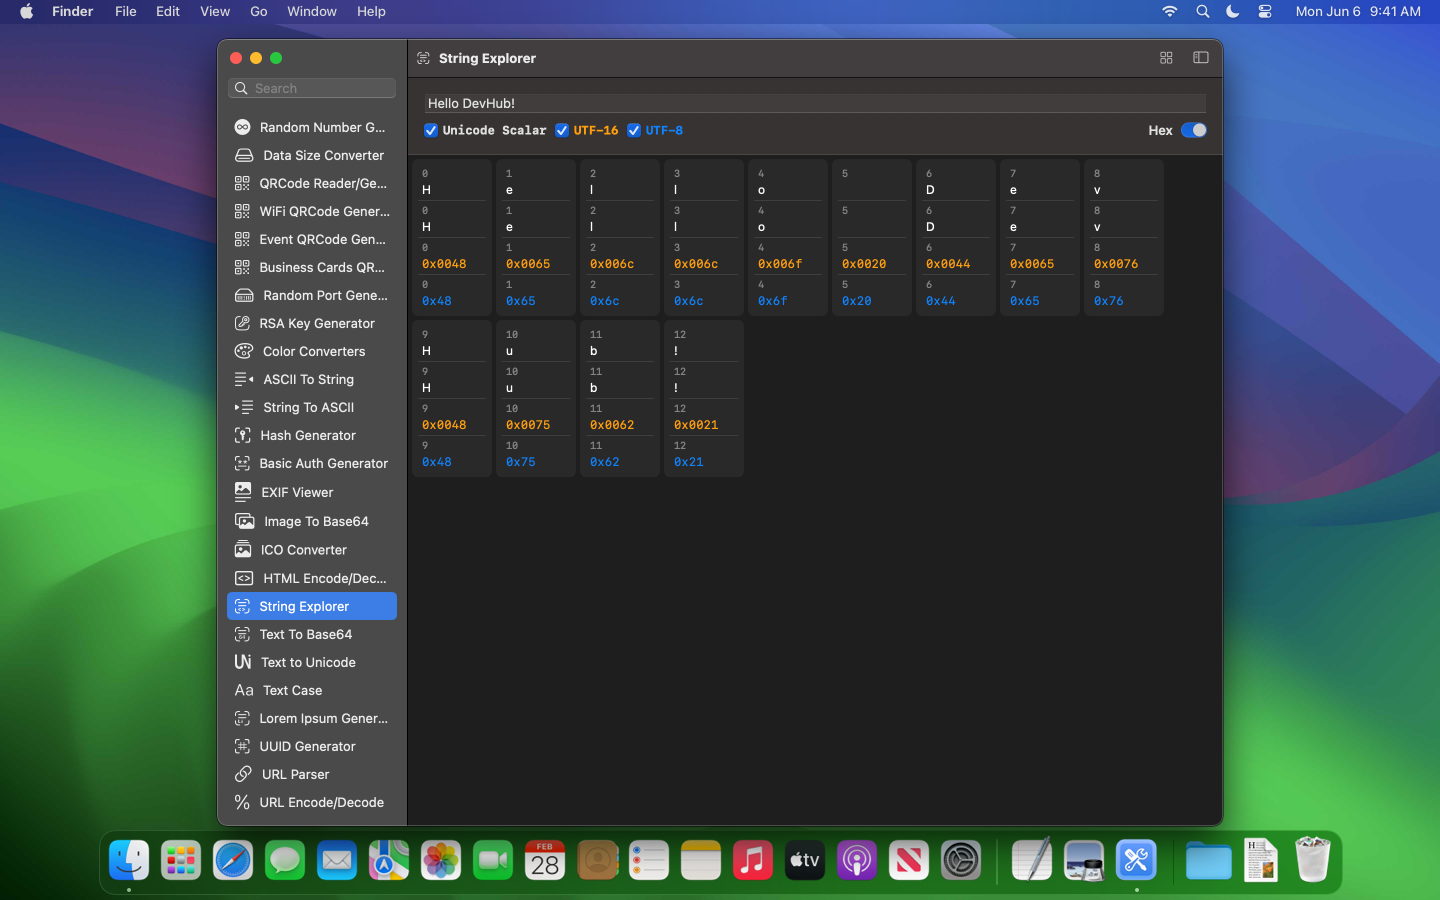 Finder File Edit View Go Window Help Mon Jun 6 9:41 AM
String Explorer
Search
Hello DevHub!
Unicode Scalar UTF-16 UTF-8 Hex
Random Number G...
Data Size Converter
QRCode Reader/Ge...
WiFi QRCode Gener...
Event QRCode Gen...
Business Cards QR...
Random Port Gene...
RSA Key Generator
Color Converters
ASCII To String
String To ASCII
Hash Generator
Basic Auth Generator
EXIF Viewer
Image To Base64
ICO Converter
HTML Encode/Dec...
String Explorer
Text To Base64
Text to Unicode
Aa Text Case
Lorem Ipsum Gener...
UUID Generator
URL Parser
% URL Encode/Decode
0 1 2 3 4 5 6 7 8
H e l l o D e v
0 1 2 3 4 5 6 7 8
H e l l o D e v
0 1 2 3 4 5 6 7 8
0x0048 0x0065 0x006c 0x006c 0x006f 0x0020 0x0044 0x0065 0x0076
0 1 2 3 4 5 6 7 8
0x48 0x65 0x6c 0x6c 0x6f 0x20 0x44 0x65 0x76
9 10 11 12
H u b !
9 10 11 12
H u b !
9 10 11 12
0x0048 0x0075 0x0062 0x0021
9 10 11 12
0x48 0x75 0x62 0x21
FEB
28
tv